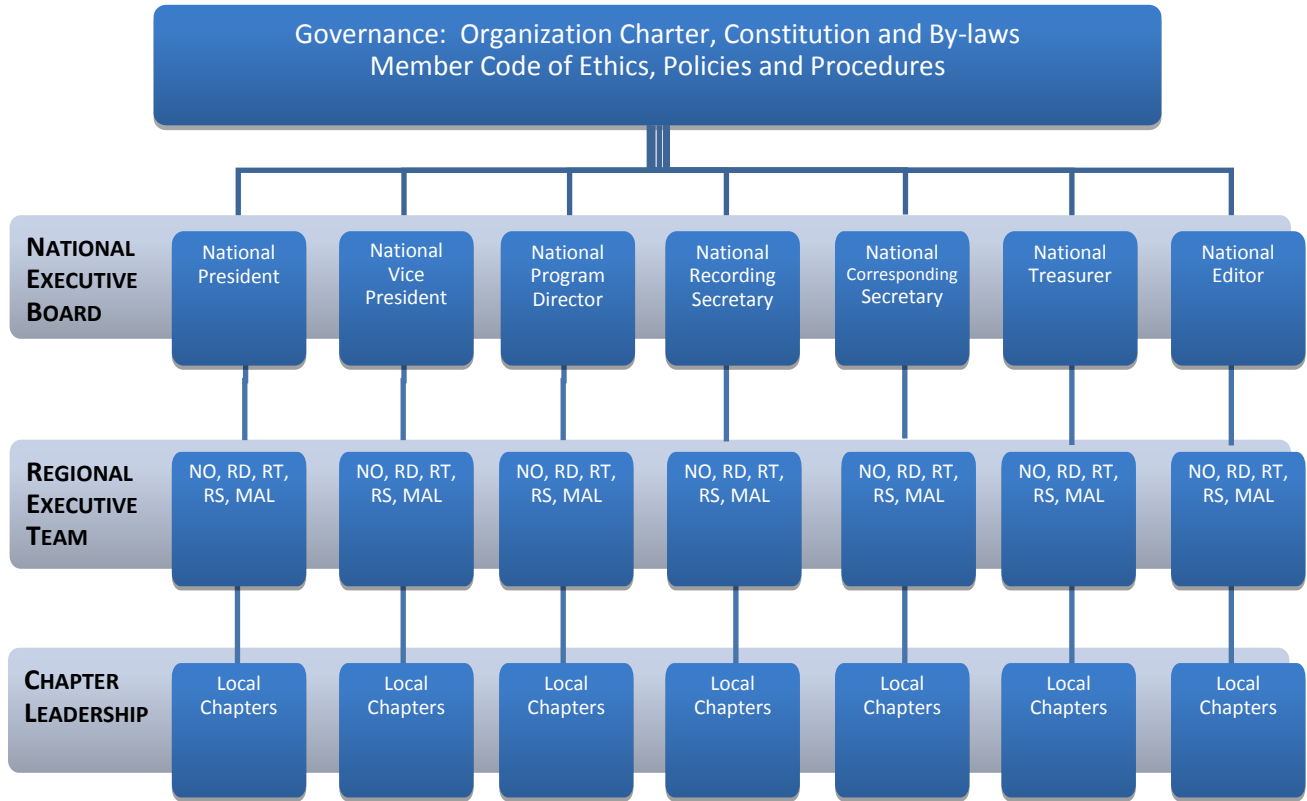 Governance: Organization Charter, Constitution and By-laws
Member Code of Ethics, Policies and Procedures
NATIONAL
EXECUTIVE
BOARD
National
President
National
Vice
President
National
Program
Director
National
Recording
Secretary
National
Corresponding
Secretary
National
Treasurer
National
Editor
REGIONAL
EXECUTIVE
TEAM
NO, RD, RT,
RS, MAL
NO, RD, RT,
RS, MAL
NO, RD, RT,
RS, MAL
NO, RD, RT,
RS, MAL
NO, RD, RT,
RS, MAL
NO, RD, RT,
RS, MAL
NO, RD, RT,
RS, MAL
CHAPTER
LEADERSHIP
Local
Chapters
Local
Chapters
Local
Chapters
Local
Chapters
Local
Chapters
Local
Chapters
Local
Chapters